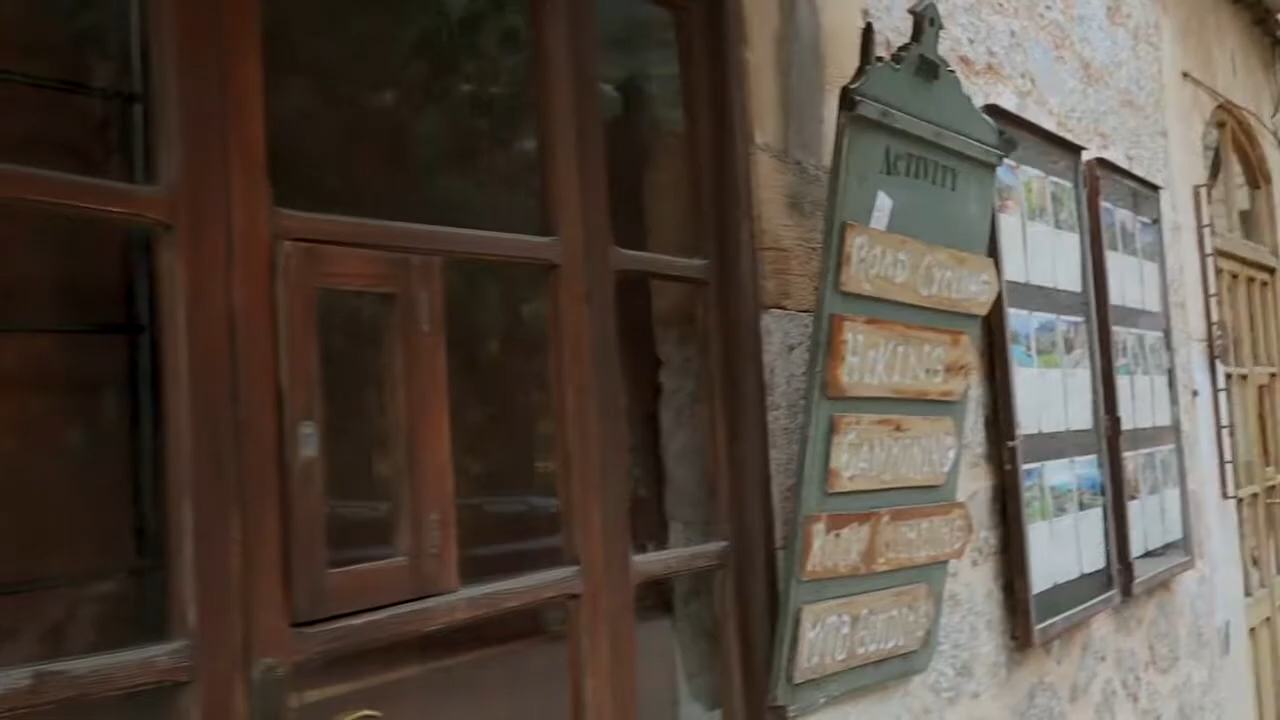 ACTIVITY
ROAD CYCLING
HIKING
CANYONING
MTB GUIDING